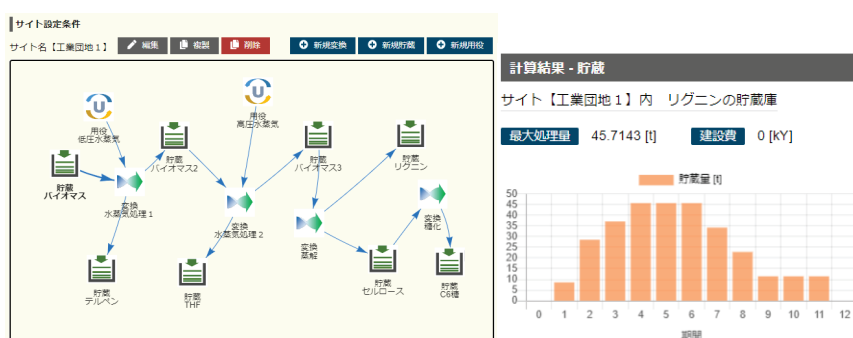 サイト設定条件
サイト名【工業団地１】
編集
複製
削除
新規変換
新規貯蔵
新規用役
用役
低圧水蒸気
用役
高圧水蒸気
貯蔵
バイオマス
貯蔵
バイオマス2
貯蔵
バイオマス3
貯蔵
リグニン
変換
水蒸気処理１
変換
水蒸気処理２
変換
蒸解
変換
糖化
貯蔵
テルペン
貯蔵
THF
貯蔵
セルロース
貯蔵
C6糖
計算結果 - 貯蔵
サイト【工業団地１】内　リグニンの貯蔵庫
最大処理量 45.7143 [t] 建設費 0 [kY]
貯蔵量 [t]
50
45
40
35
30
25
20
15
10
5
0
0 1 2 3 4 5 6 7 8 9 10 11 12
期間